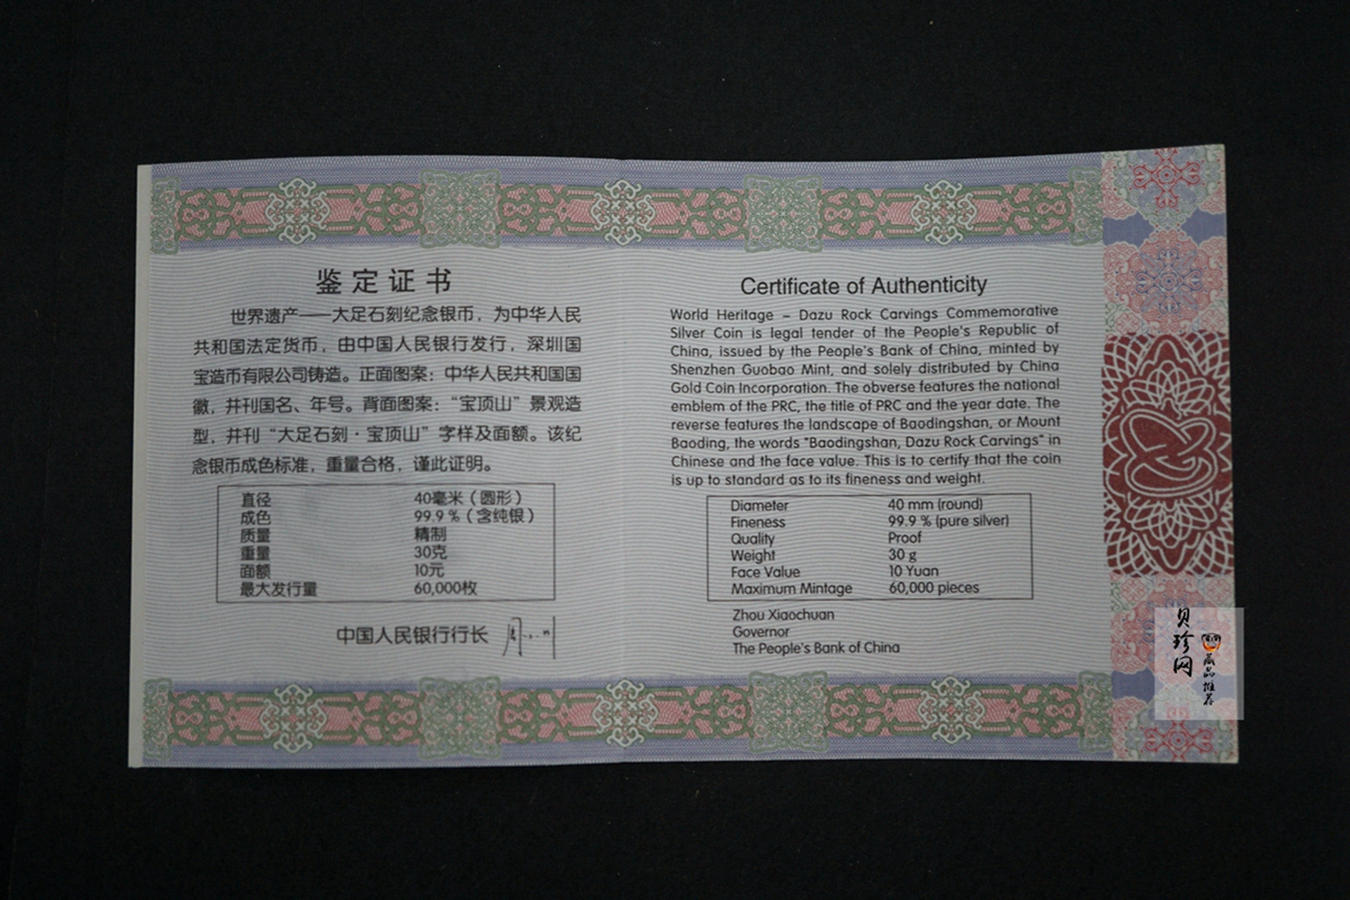 鉴定证书
世界遗产——大足石刻纪念银币，为中华人民
共和国法定货币，由中国人民银行发行，深圳国
宝造币有限公司铸造。正面图案：中华人民共和国国
徽，并刊国名、年号。背面图案：“宝顶山”景观造
型，并刊“大足石刻·宝顶山”字样及面额。该纪
念银币成色标准，重量合格，谨此证明。
直径 40毫米（圆形）
成色 99.9％（含纯银）
质量 精制
重量 30克
面额 10元
最大发行量 60,000枚
中国人民银行行长
Certificate of Authenticity
World Heritage – Dazu Rock Carvings Commemorative
Silver Coin is legal tender of the People's Republic of
China, issued by the People's Bank of China, minted by
Shenzhen Guobao Mint, and solely distributed by China
Gold Coin Incorporation. The obverse features the national
emblem of the PRC, the title of PRC and the year date. The
reverse features the landscape of Baodingshan, or Mount
Baoding, the words "Baodingshan, Dazu Rock Carvings" in
Chinese and the face value. This is to certify that the coin
is up to standard as to its fineness and weight.
Diameter 40 mm (round)
Fineness 99.9 % (pure silver)
Quality Proof
Weight 30 g
Face Value 10 Yuan
Maximum Mintage 60,000 pieces
Zhou Xiaochuan
Governor
The People's Bank of China
贝珍网
藏品推荐